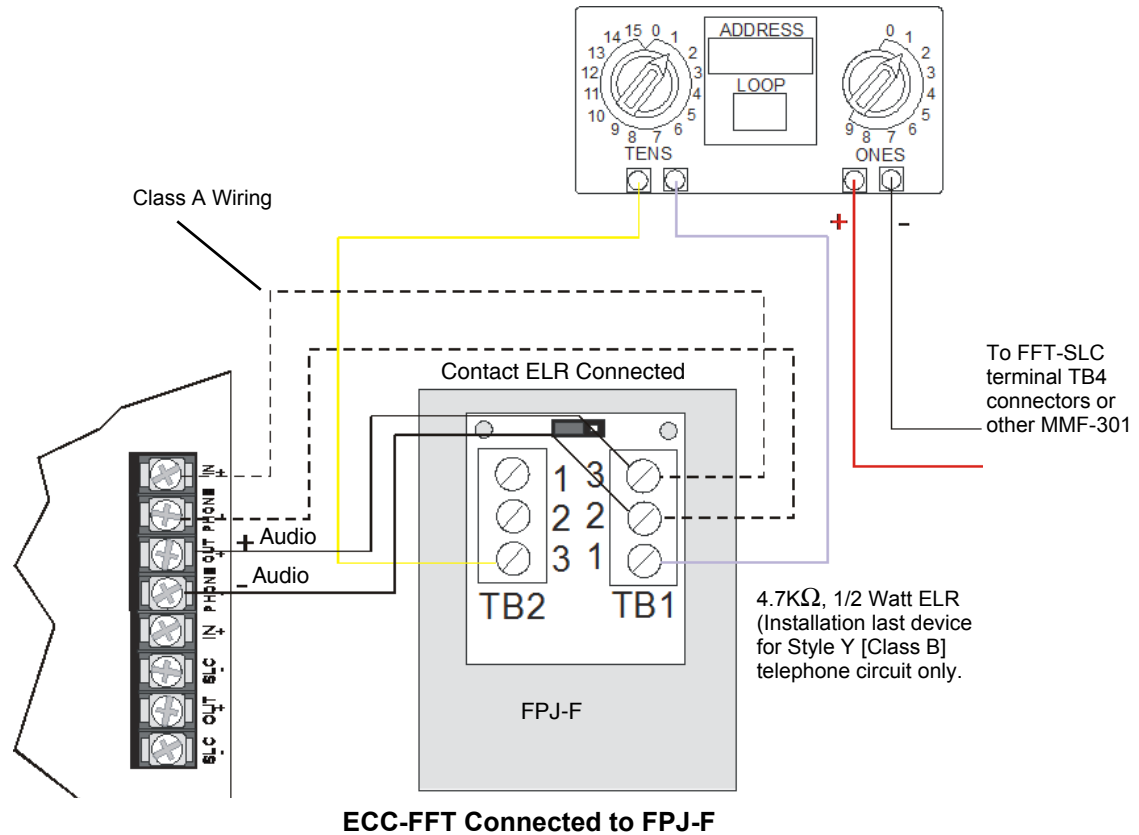 ADDRESS
LOOP
15 0 1 2 3 4 5 6 7 8 9 10 11 12 13 14
TENS
0 1 2 3 4 5 6 7 8 9
ONES
+ -
Class A Wiring
To FFT-SLC
terminal TB4
connectors or
other MMF-301
Contact ELR Connected
IN +
PHONE -
OUT +
PHONE -
IN +
SLC -
OUT +
SLC -
+ Audio
- Audio
1 3
2 2
3 1
TB2 TB1
4.7KΩ, 1/2 Watt ELR
(Installation last device
for Style Y [Class B]
telephone circuit only.
FPJ-F
ECC-FFT Connected to FPJ-F